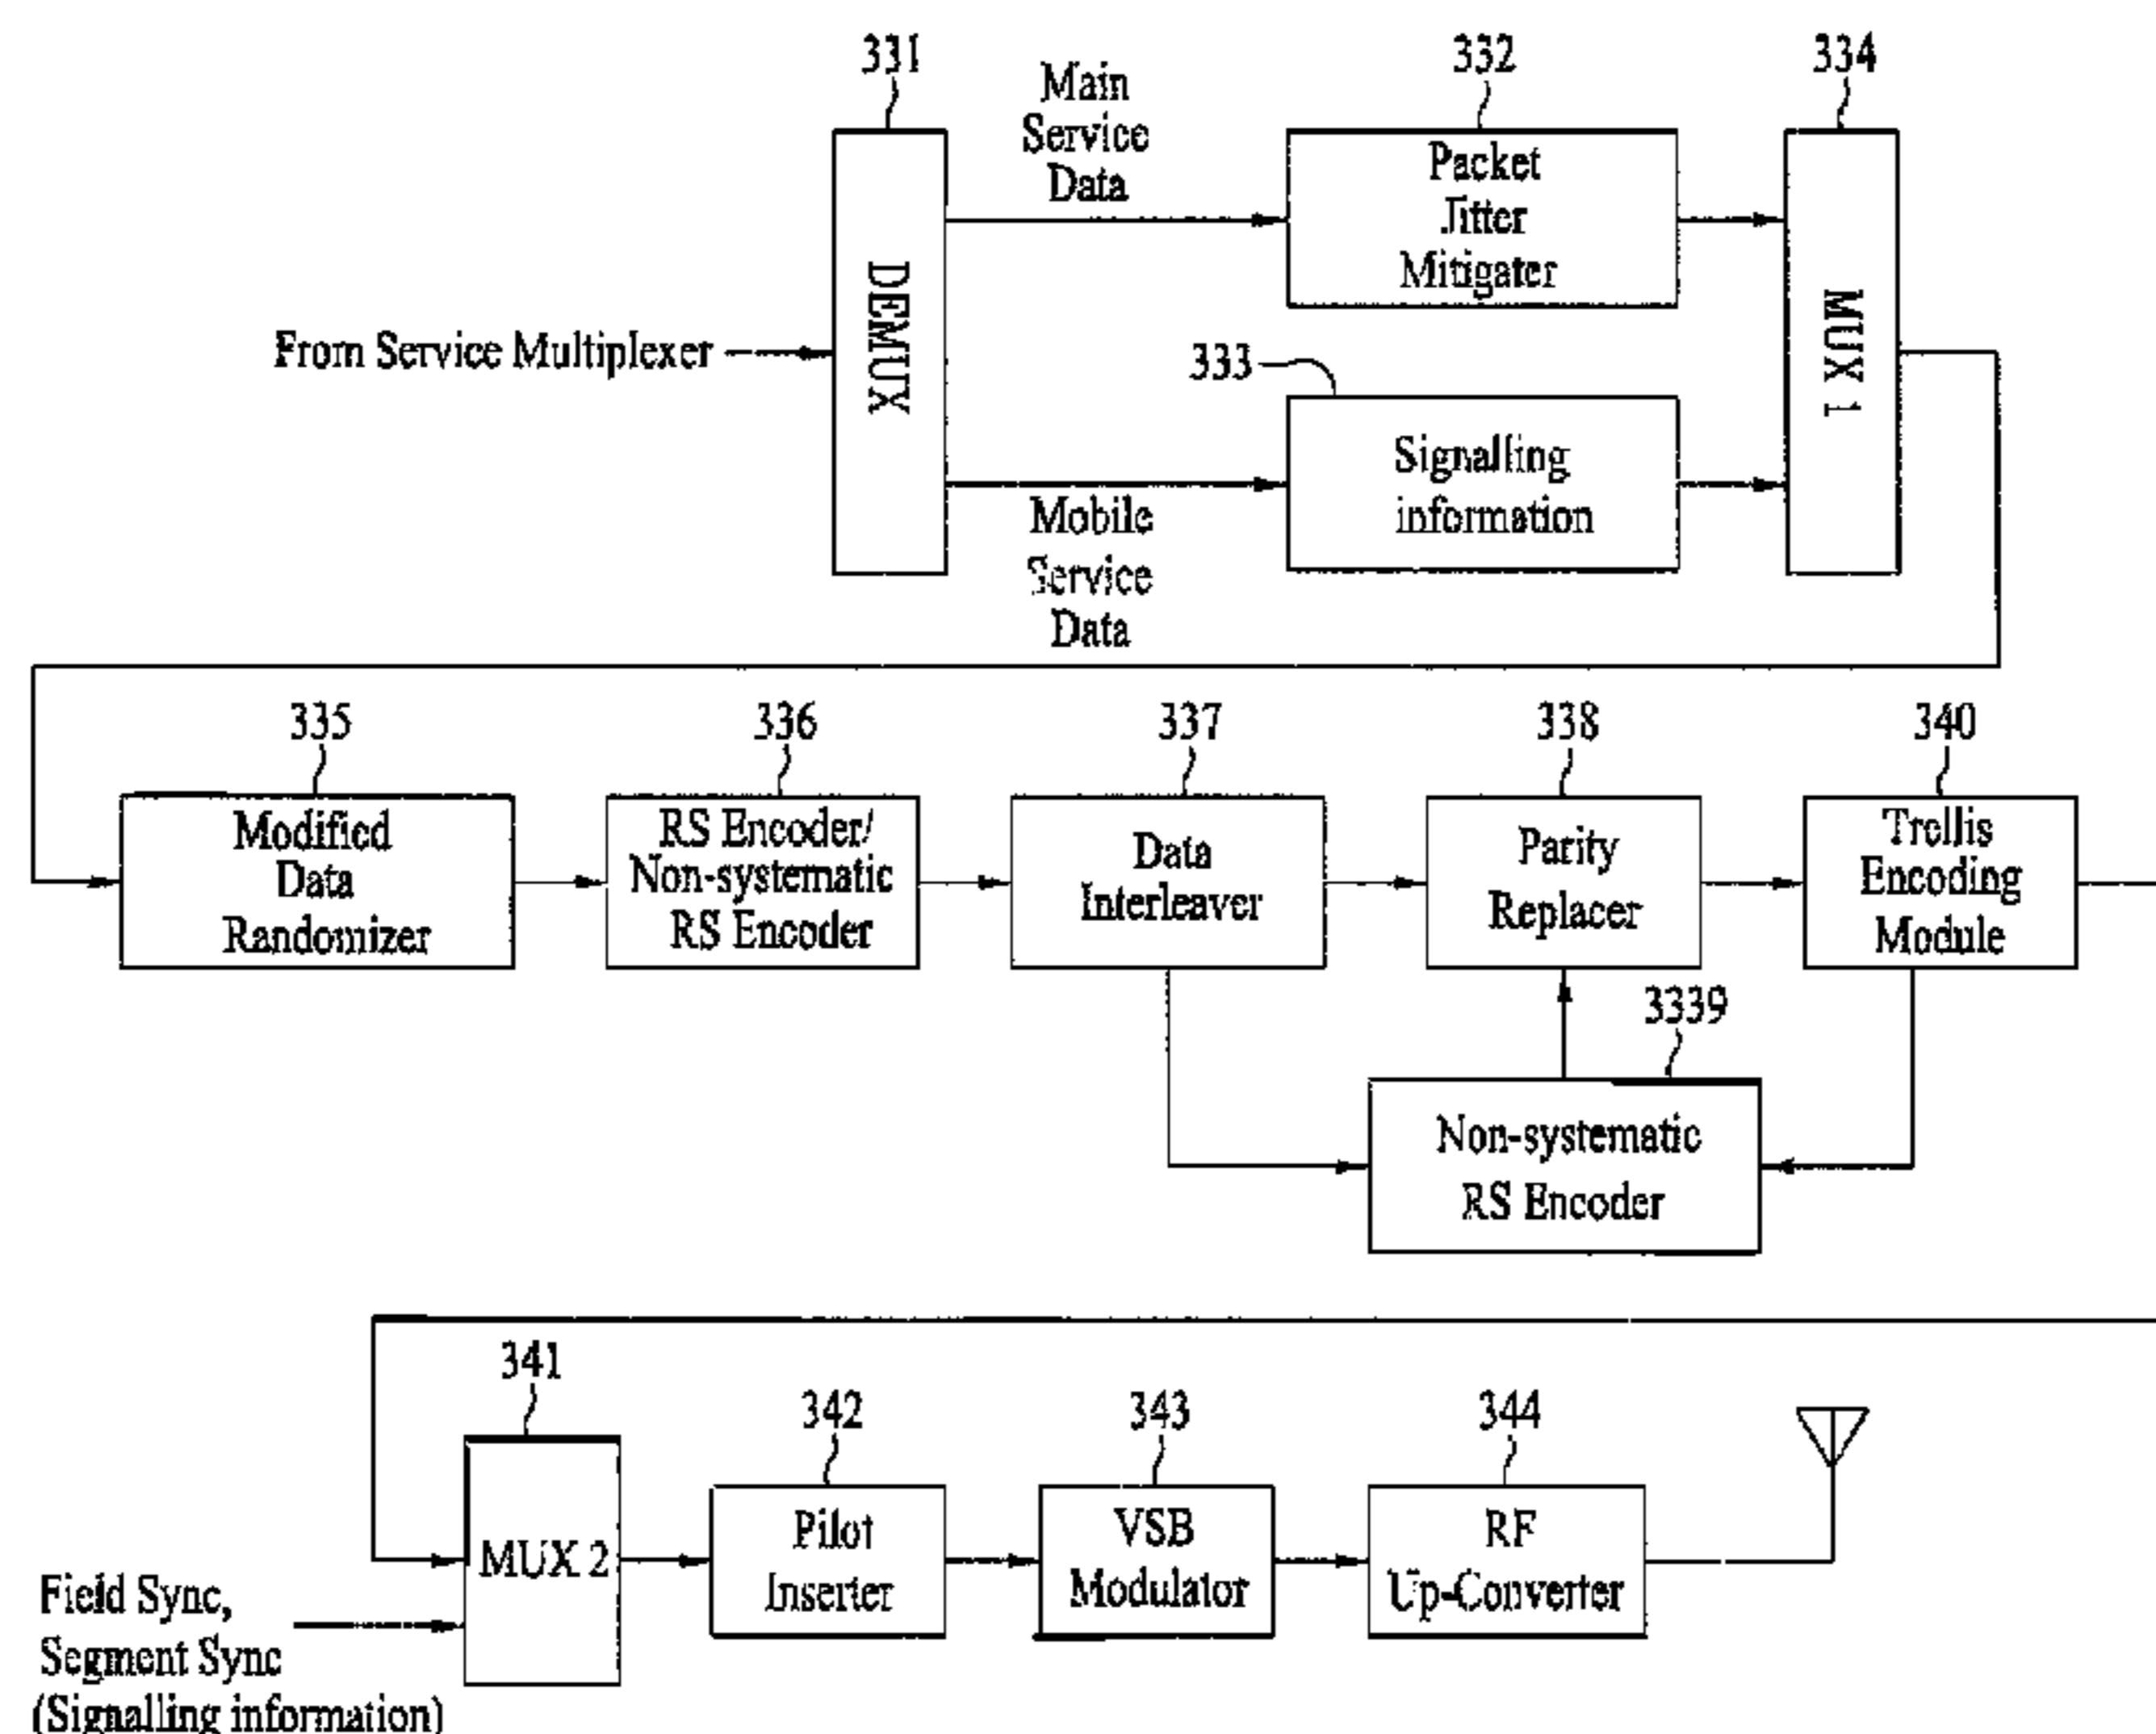 331
332
334
Main
Service
Data
Packet
Jitter
Mitigater
DEMUX
MUX 1
From Service Multiplexer
333
Signalling
information
Mobile
Service
Data
335
336
337
338
340
Modified
Data
Randomizer
RS Encoder/
Non-systematic
RS Encoder
Data
Interleaver
Parity
Replacer
Trellis
Encoding
Module
3339
Non-systematic
RS Encoder
341
342
343
344
MUX 2
Pilot
Inserter
VSB
Modulator
RF
Up-Converter
Field Sync,
Segment Sync
(Signalling information)